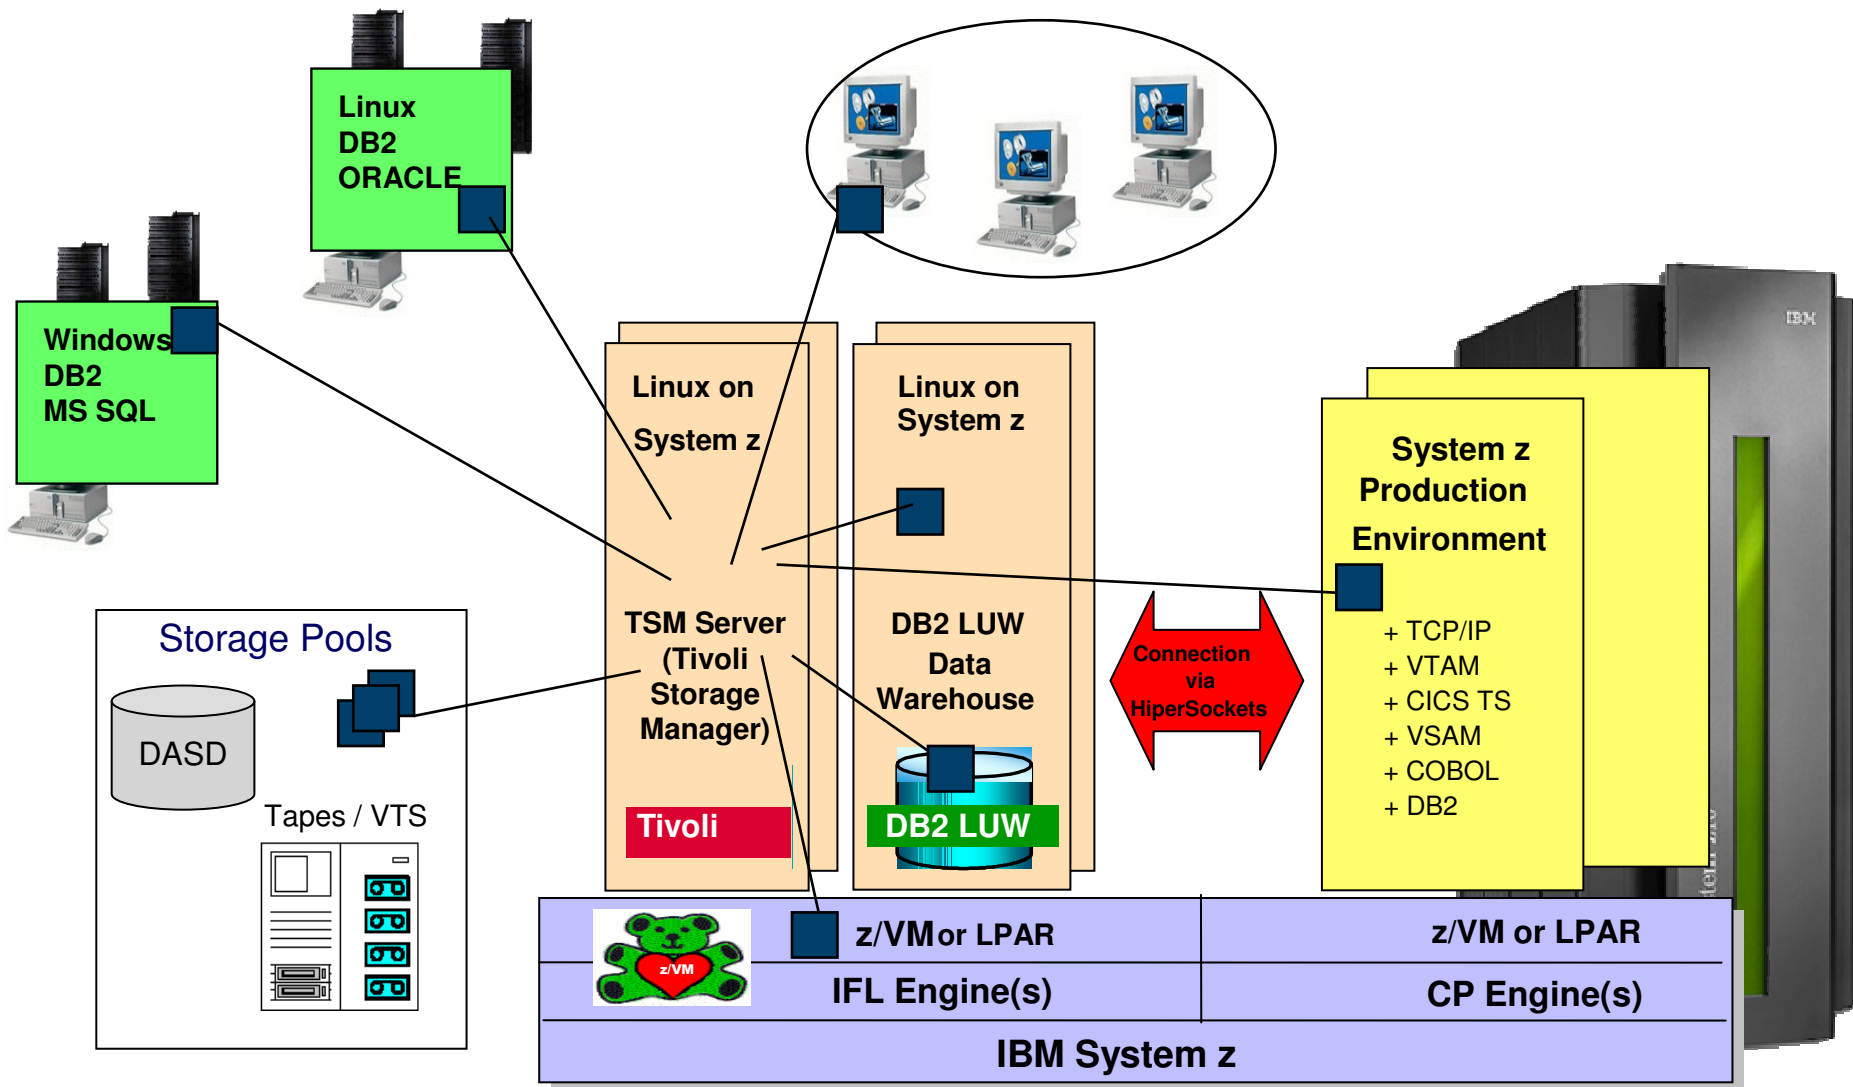 Linux
DB2
ORACLE
Windows
DB2
MS SQL
IBM
Linux on
System z
Linux on
System z
System z
Production
Environment
Storage Pools
DASD
Tapes / VTS
TSM Server
(Tivoli
Storage
Manager)
Tivoli
DB2 LUW
Data
Warehouse
DB2 LUW
Connection
via
HiperSockets
+ TCP/IP
+ VTAM
+ CICS TS
+ VSAM
+ COBOL
+ DB2
z/VM
z/VM or LPAR
z/VM or LPAR
IFL Engine(s)
CP Engine(s)
IBM System z